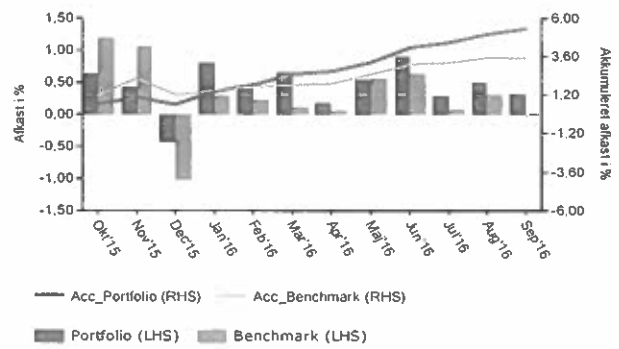 1.50
1.00
0.50
0.00
-0.50
-1.00
-1.50
Afkast i %
6.00
3.60
1.20
-1.20
-3.60
-6.00
Akkumuleret afkast i %
Okt'15
Nov'15
Dec'15
Jan'16
Feb'16
Mar'16
Apr'16
Maj'16
Jun'16
Jul'16
Aug'16
Sep'16
Acc_Portfolio (RHS) Acc_Benchmark (RHS)
Portfolio (LHS) Benchmark (LHS)